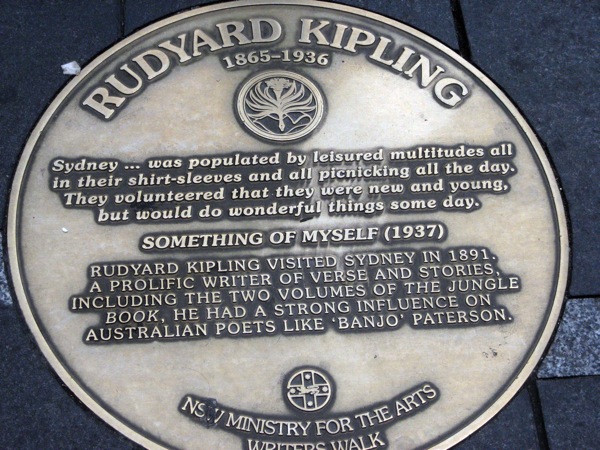 RUDYARD KIPLING
1865-1936
Sydney ... was populated by leisured multitudes all
in their shirt-sleeves and all picnicking all the day.
They volunteered that they were new and young,
but would do wonderful things some day.
SOMETHING OF MYSELF (1937)
RUDYARD KIPLING VISITED SYDNEY IN 1891.
A PROLIFIC WRITER OF VERSE AND STORIES,
INCLUDING THE TWO VOLUMES OF THE JUNGLE
BOOK, HE HAD A STRONG INFLUENCE ON
AUSTRALIAN POETS LIKE 'BANJO' PATERSON.
NSW MINISTRY FOR THE ARTS
WRITERS WALK